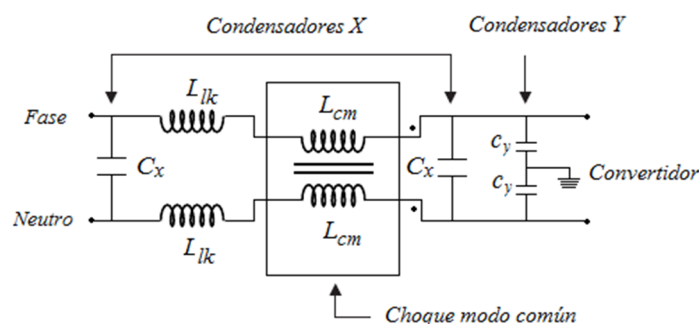 Condensadores X
Condensadores Y
L_lk
L_cm
Fase
C_x
C_x
c_y
c_y
Convertidor
Neutro
L_lk
L_cm
Choque modo común